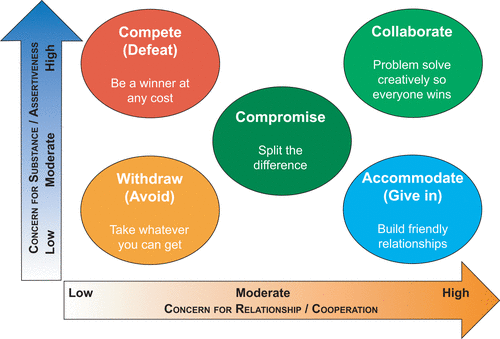 Compete
(Defeat)
Be a winner at
any cost
Collaborate
Problem solve
creatively so
everyone wins
Compromise
Split the
difference
Withdraw
(Avoid)
Take whatever
you can get
Accommodate
(Give in)
Build friendly
relationships
CONCERN FOR SUBSTANCE / ASSERTIVENESS
Low Moderate High
Low Moderate High
CONCERN FOR RELATIONSHIP / COOPERATION